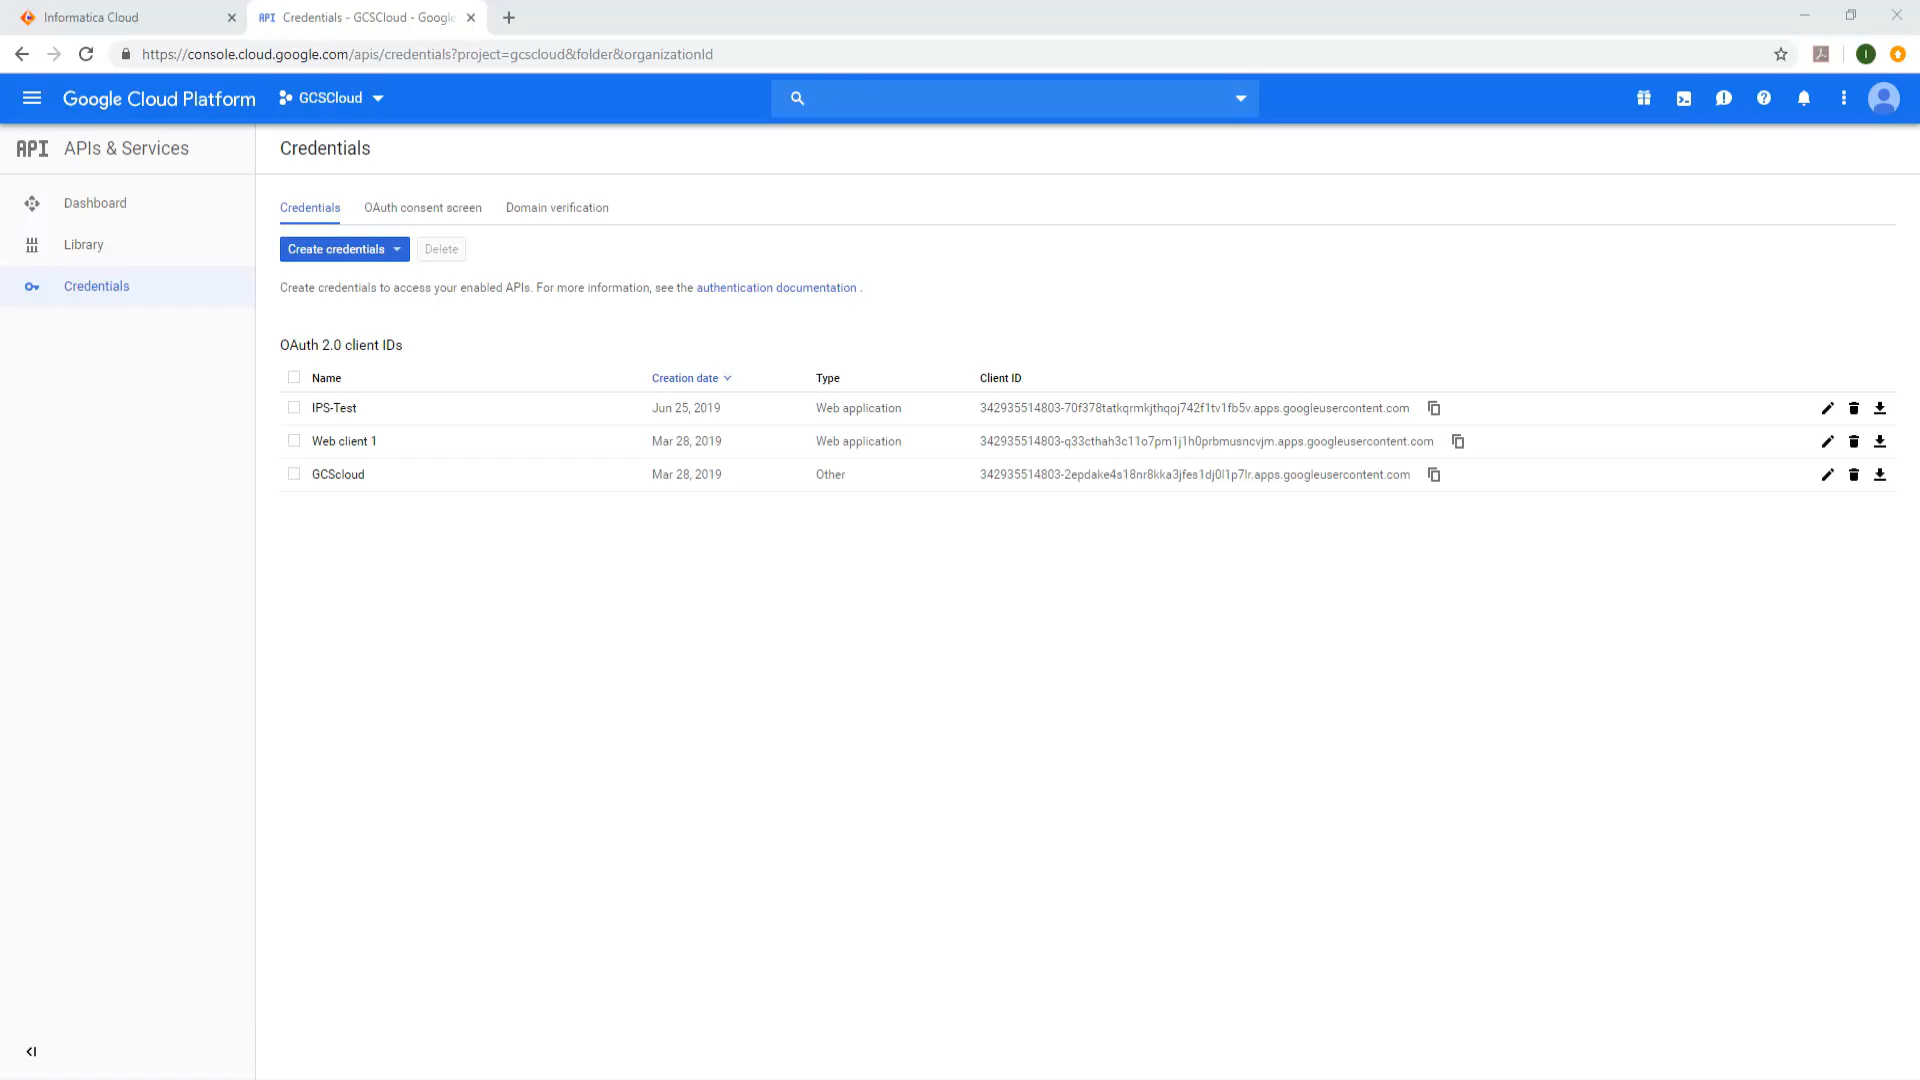 Informatica Cloud
API Credentials - GCSCloud - Google
https://console.cloud.google.com/apis/credentials?project=gcscloud&folder&organizationId
I
Google Cloud Platform GCSCloud
API APIs & Services
Credentials
Dashboard
Library
Credentials
Credentials OAuth consent screen Domain verification
Create credentials Delete
Create credentials to access your enabled APIs. For more information, see the authentication documentation .
OAuth 2.0 client IDs
Name Creation date Type Client ID
IPS-Test Jun 25, 2019 Web application 342935514803-70f378tatkqrmkjthqoj742f1tv1fb5v.apps.googleusercontent.com
Web client 1 Mar 28, 2019 Web application 342935514803-q33cthah3c11o7pm1j1h0prbmusncvjm.apps.googleusercontent.com
GCScloud Mar 28, 2019 Other 342935514803-2epdake4s18nr8kka3jfes1dj0l1p7lr.apps.googleusercontent.com